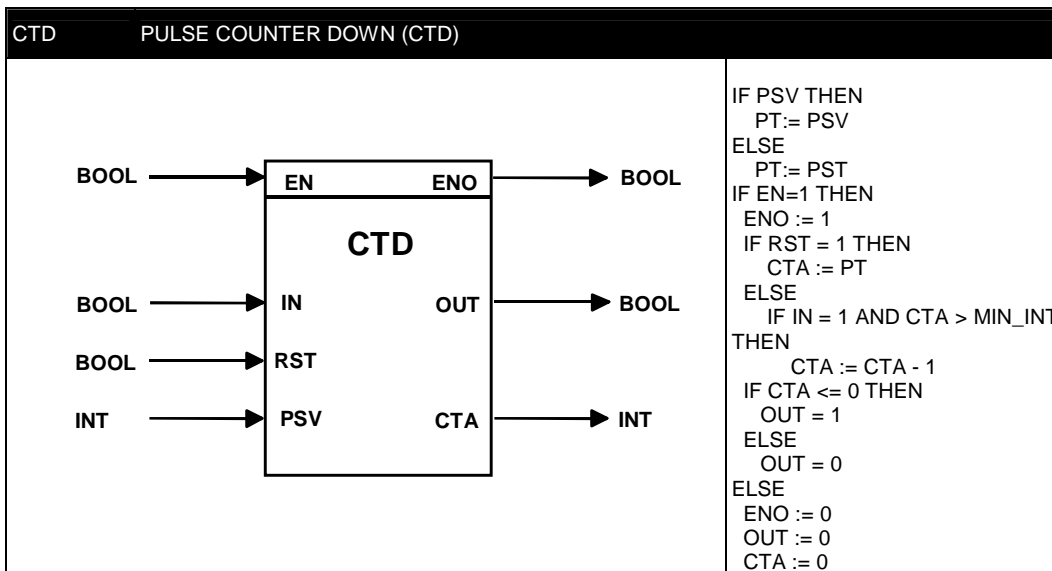 CTD PULSE COUNTER DOWN (CTD)
BOOL EN ENO BOOL
CTD
BOOL IN OUT BOOL
BOOL RST
INT PSV CTA INT
IF PSV THEN
PT:= PSV
ELSE
PT:= PST
IF EN=1 THEN
ENO := 1
IF RST = 1 THEN
CTA := PT
ELSE
IF IN = 1 AND CTA > MIN_INT
THEN
CTA := CTA - 1
IF CTA <= 0 THEN
OUT = 1
ELSE
OUT = 0
ELSE
ENO := 0
OUT := 0
CTA := 0